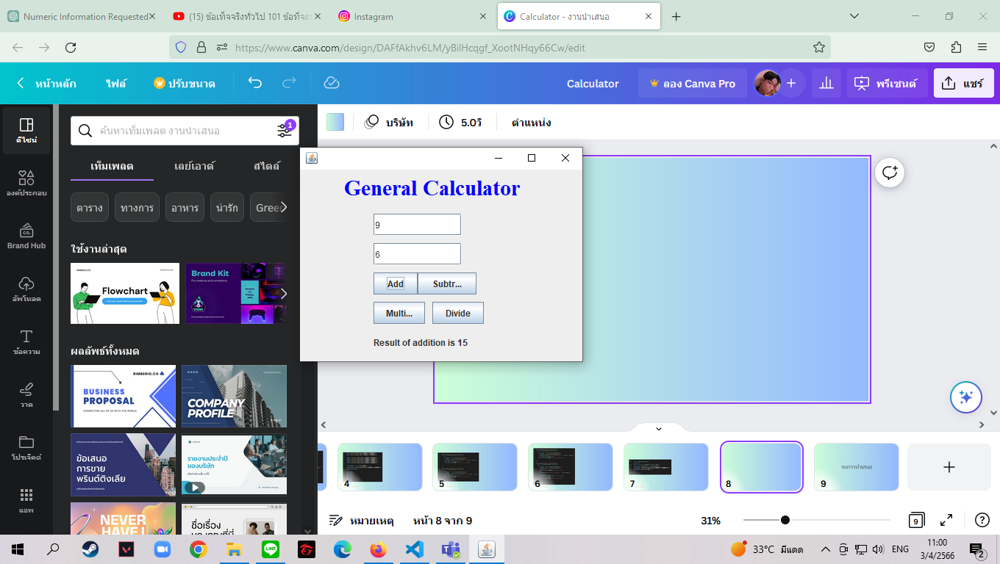 Numeric Information Requested
(15) ข้อเท็จจริงทั่วไป 101 ข้อที่จะ
Instagram
Calculator - งานนำเสนอ
https://www.canva.com/design/DAFfAkhv6LM/yBilHcqgf_XootNHqy66Cw/edit
หน้าหลัก
ไฟล์
ปรับขนาด
Calculator
ลอง Canva Pro
พรีเซนต์
แชร์
ดีไซน์
องค์ประกอบ
Brand Hub
อัพโหลด
ข้อความ
วาด
โปรเจ็คต์
แอพ
ค้นหาเท็มเพลต งานนำเสนอ
1
เท็มเพลต
เลย์เอาต์
สไตล์
ตาราง
ทางการ
อาหาร
น่ารัก
Green
ใช้งานล่าสุด
Flowchart
Brand Kit
ผลลัพธ์ทั้งหมด
RIMBERIO.CO
BUSINESS
PROPOSAL
CONNECTING ALL OF US WITH THE WORLD
COMPANY
PROFILE
ข้อเสนอ
การขาย
พรินต์ติงเลีย
รายงานประจำปี
ของบริษัท
NEVER
HAVE I
ชื่อเรื่อง
บริษัท
5.0วิ
ตำแหน่ง
General Calculator
9
6
Add
Subtr...
Multi...
Divide
Result of addition is 15
4
5
6
7
8
9
จบการนำเสนอ
หมายเหตุ
หน้า 8 จาก 9
31%
9
33°C มีแดด
ENG
11:00
3/4/2566
2